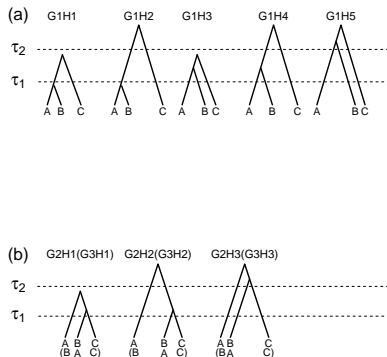 (a)
G1H1 G1H2 G1H3 G1H4 G1H5
τ2
τ1
A B C A B C A B C A B C A B C
(b)
G2H1(G3H1) G2H2(G3H2) G2H3(G3H3)
τ2
τ1
A B C A B C A B C
(B A C) (B A C) (B A C)